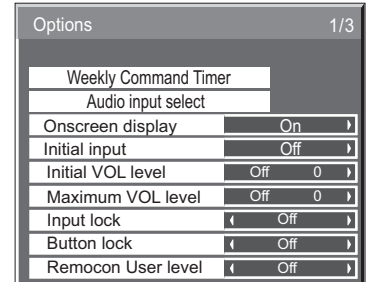 Options 1/3
Weekly Command Timer
Audio input select
Onscreen display On
Initial input Off
Initial VOL level Off 0
Maximum VOL level Off 0
Input lock Off
Button lock Off
Remocon User level Off